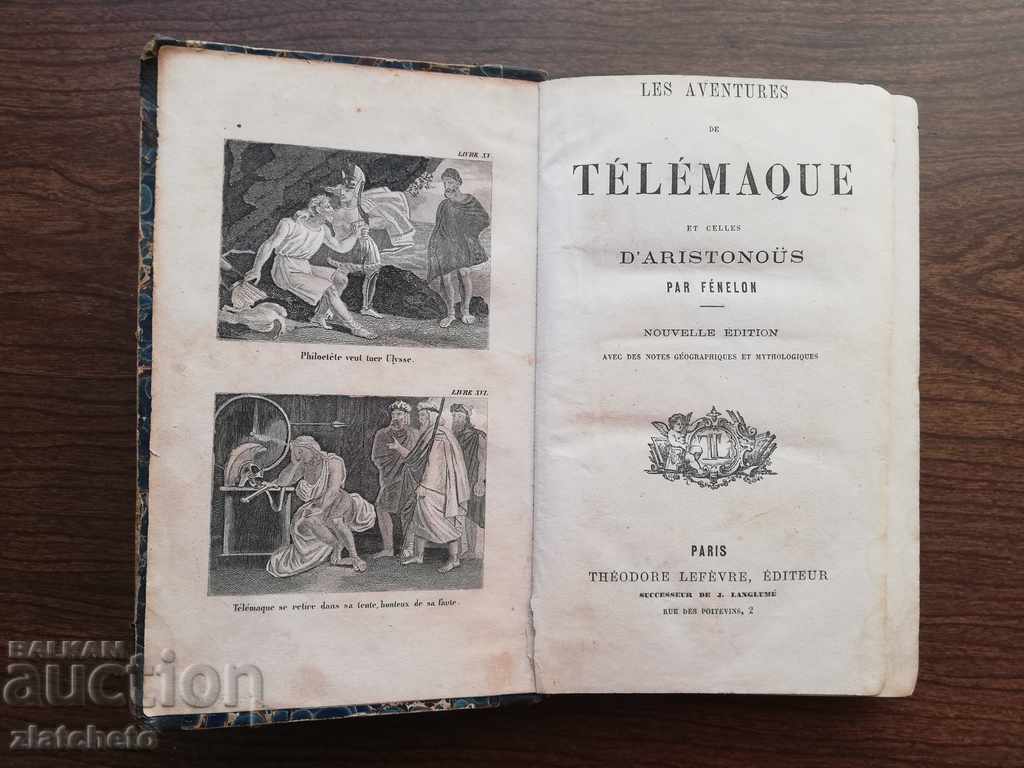 LIVRE XV.
Philoctéte veut tuer Ulysse.
LIVRE XVI.
Télémaque se retire dans sa tente, honteux de sa faute.
LES AVENTURES
DE
TÉLÉMAQUE
ET CELLES
D'ARISTONOÜS
PAR FÉNELON
NOUVELLE ÉDITION
AVEC DES NOTES GÉOGRAPHIQUES ET MYTHOLOGIQUES
TL
PARIS
THÉODORE LEFÈVRE, ÉDITEUR
SUCCESSEUR DE J. LANGLUMÉ
RUE DES POITEVINS, 2
BALKAN
auction
zlatcheto